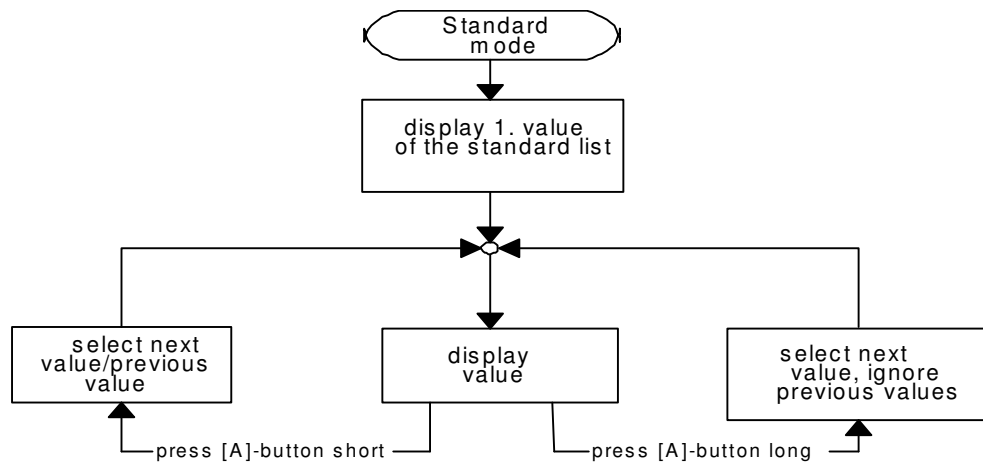 Standard
mode
display 1. value
of the standard list
select next
value/previous
value
display
value
select next
value, ignore
previous values
press [A]-button short
press [A]-button long